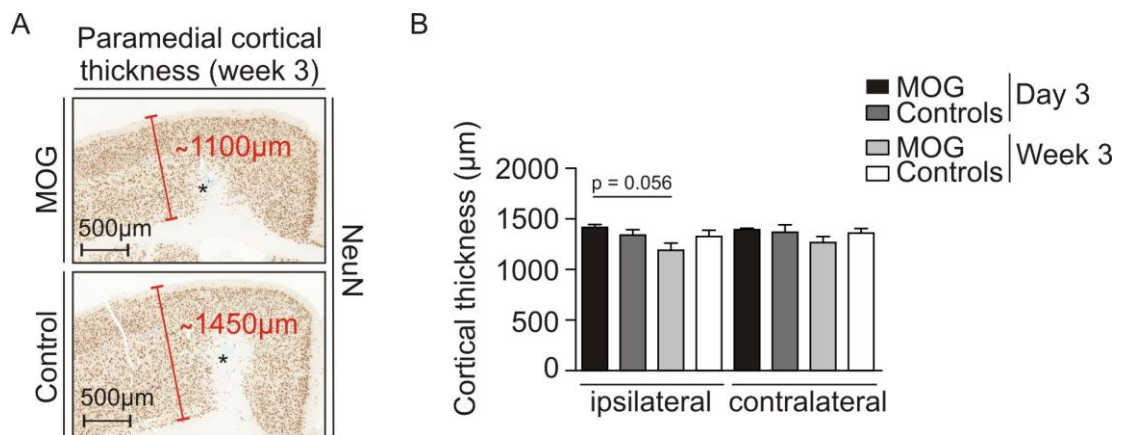 A
Paramedial cortical
thickness (week 3)
MOG
~1100µm
*
500µm
Control
~1450µm
*
500µm
NeuN
B
MOG
Controls
Day 3
MOG
Controls
Week 3
Cortical thickness (µm)
2000
1500
1000
500
0
p = 0.056
ipsilateral
contralateral